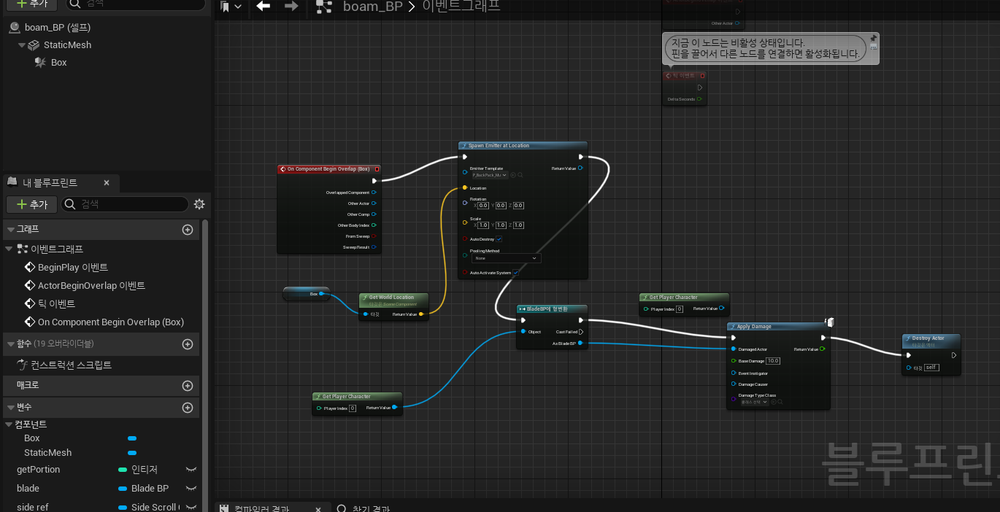 추가
검색
boam_BP (셀프)
StaticMesh
Box
내 블루프린트
추가
검색
그래프
이벤트그래프
BeginPlay 이벤트
ActorBeginOverlap 이벤트
틱 이벤트
On Component Begin Overlap (Box)
함수 (19 오버라이더블)
컨스트럭션 스크립트
매크로
변수
컴포넌트
Box
StaticMesh
getPortion 인티저
blade Blade BP
side ref Side Scroll
boam_BP > 이벤트그래프
Other Actor
지금 이 노드는 비활성 상태입니다.
핀을 끌어서 다른 노드를 연결하면 활성화됩니다.
틱 이벤트
Delta Seconds
On Component Begin Overlap (Box)
Overlapped Component
Other Actor
Other Comp
Other Body Index
From Sweep
Sweep Result
Spawn Emitter at Location
Emitter Template Return Value
P_BackPack_Mu
Location
Rotation
X 0.0 Y 0.0 Z 0.0
Scale
X 1.0 Y 1.0 Z 1.0
Auto Destroy
Pooling Method
None
Auto Activate System
Box
Get World Location
타깃은 Scene Component
타깃 Return Value
Get Player Character
Player Index 0 Return Value
BladeBP에 형변환
Object Cast Failed
As Blade BP
Get Player Character
Player Index 0 Return Value
Apply Damage
Damaged Actor Return Value
Base Damage 10.0
Event Instigator
Damage Causer
Damage Type Class
클래스 선택
Destroy Actor
타깃은 액터
타깃 self
블루프린
컴파일러 결과
찾기 결과